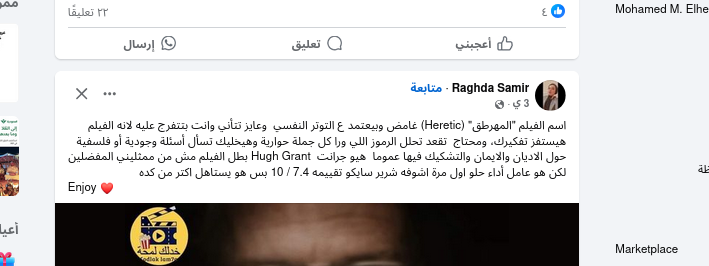 ٤
٢٢ تعليقًا
أعجبني
تعليق
إرسال
Mohamed M. Elhe
Raghda Samir · متابعة
3 ي ·
اسم الفيلم "المهرطق" (Heretic) غامض وبيعتمد ع التوتر النفسي وعايز تتأني وانت بتتفرج عليه لانه الفيلم
هيستفز تفكيرك، ومحتاج تقعد تحلل الرموز اللي ورا كل جملة حوارية وهيخليك تسأل أسئلة وجودية أو فلسفية
حول الاديان والايمان والتشكيك فيها عموما هيو جرانت Hugh Grant بطل الفيلم مش من ممثليني المفضلين
لكن هو عامل أداء حلو اول مرة اشوفه شرير سايكو تقييمه 7.4 / 10 بس هو يستاهل اكتر من كده
Enjoy ❤️
خدلك لمحة
Marketplace